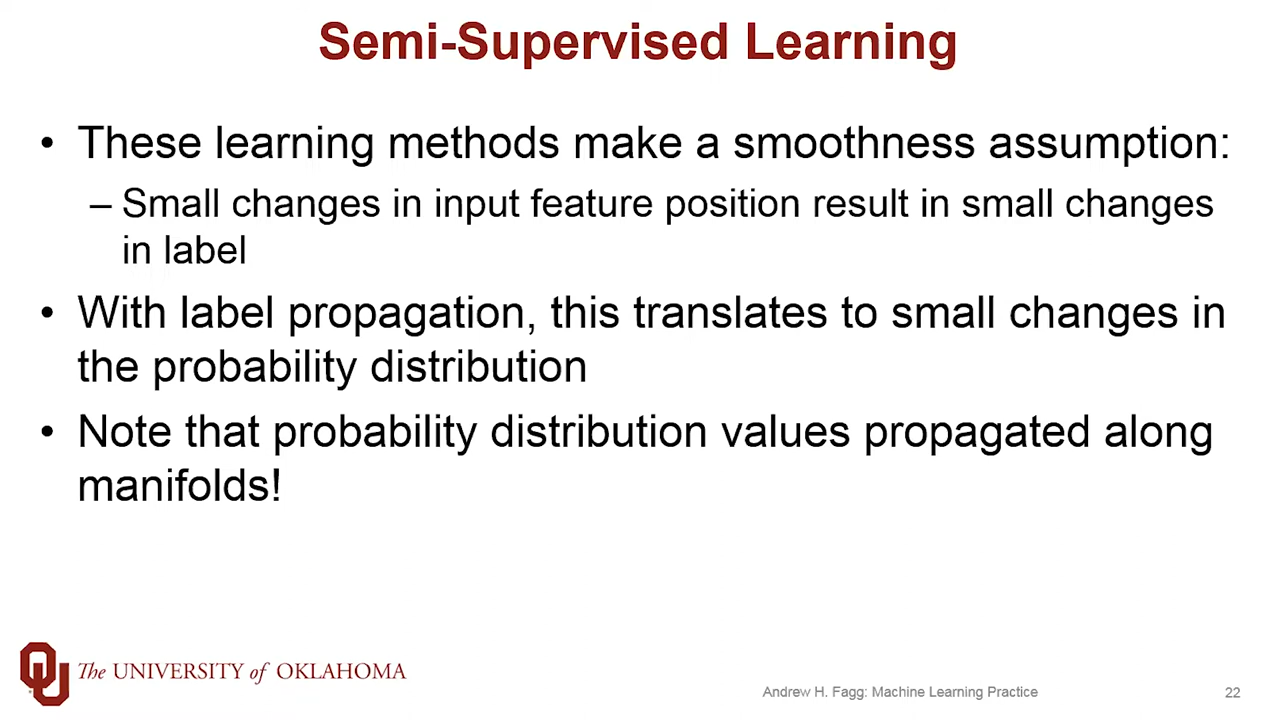 Semi-Supervised Learning
• These learning methods make a smoothness assumption:
– Small changes in input feature position result in small changes
in label
• With label propagation, this translates to small changes in
the probability distribution
• Note that probability distribution values propagated along
manifolds!
The UNIVERSITY of OKLAHOMA
Andrew H. Fagg: Machine Learning Practice
22